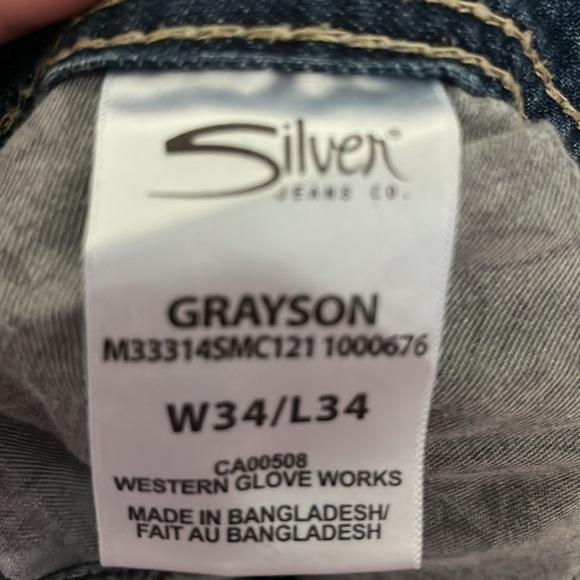 Silver®
JEANS CO.
GRAYSON
M33314SMC121 1000676
W34/L34
CA00508
WESTERN GLOVE WORKS
MADE IN BANGLADESH/
FAIT AU BANGLADESH